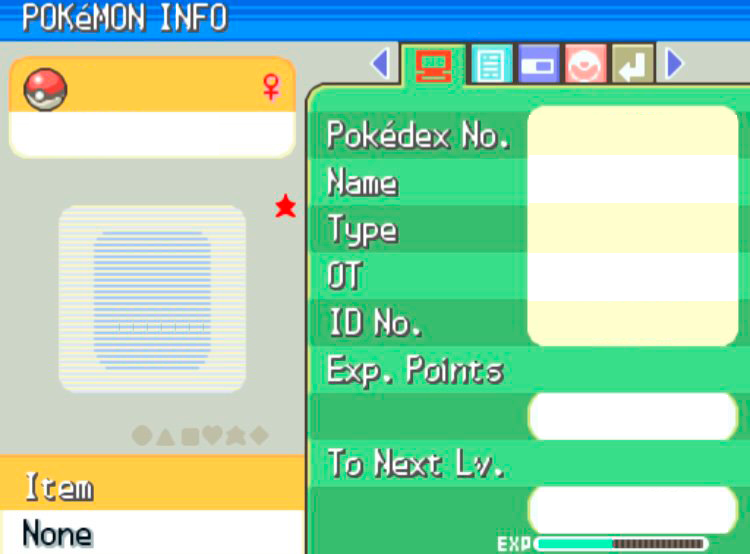 POKéMON INFO
♀
Pokédex No.
Name
Type
OT
ID No.
Exp. Points
To Next Lv.
Item
None
EXP